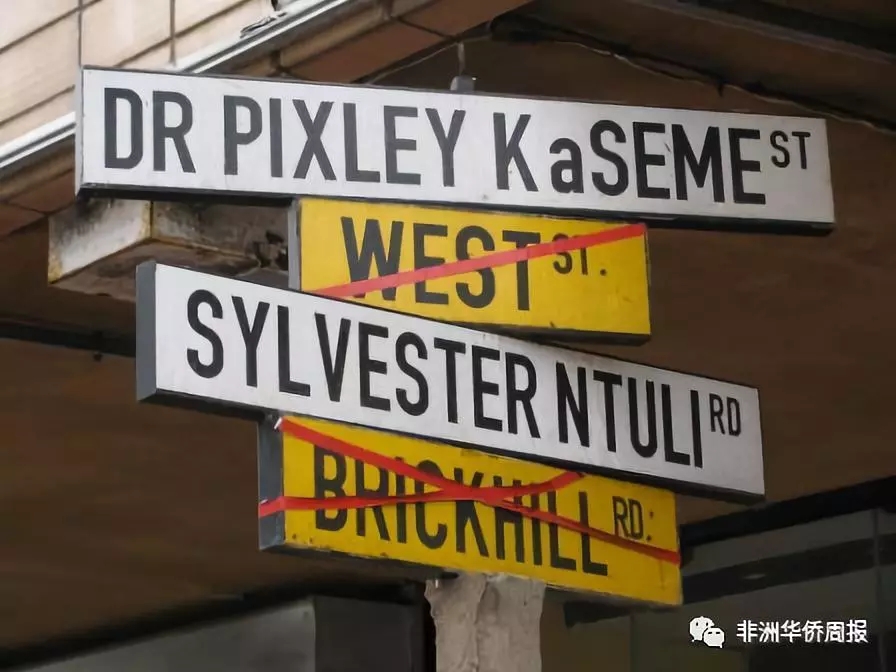 DR PIXLEY KaSEME ST
WEST ST.
SYLVESTER NTULI RD
BRICKHILL RD.
非洲华侨周报